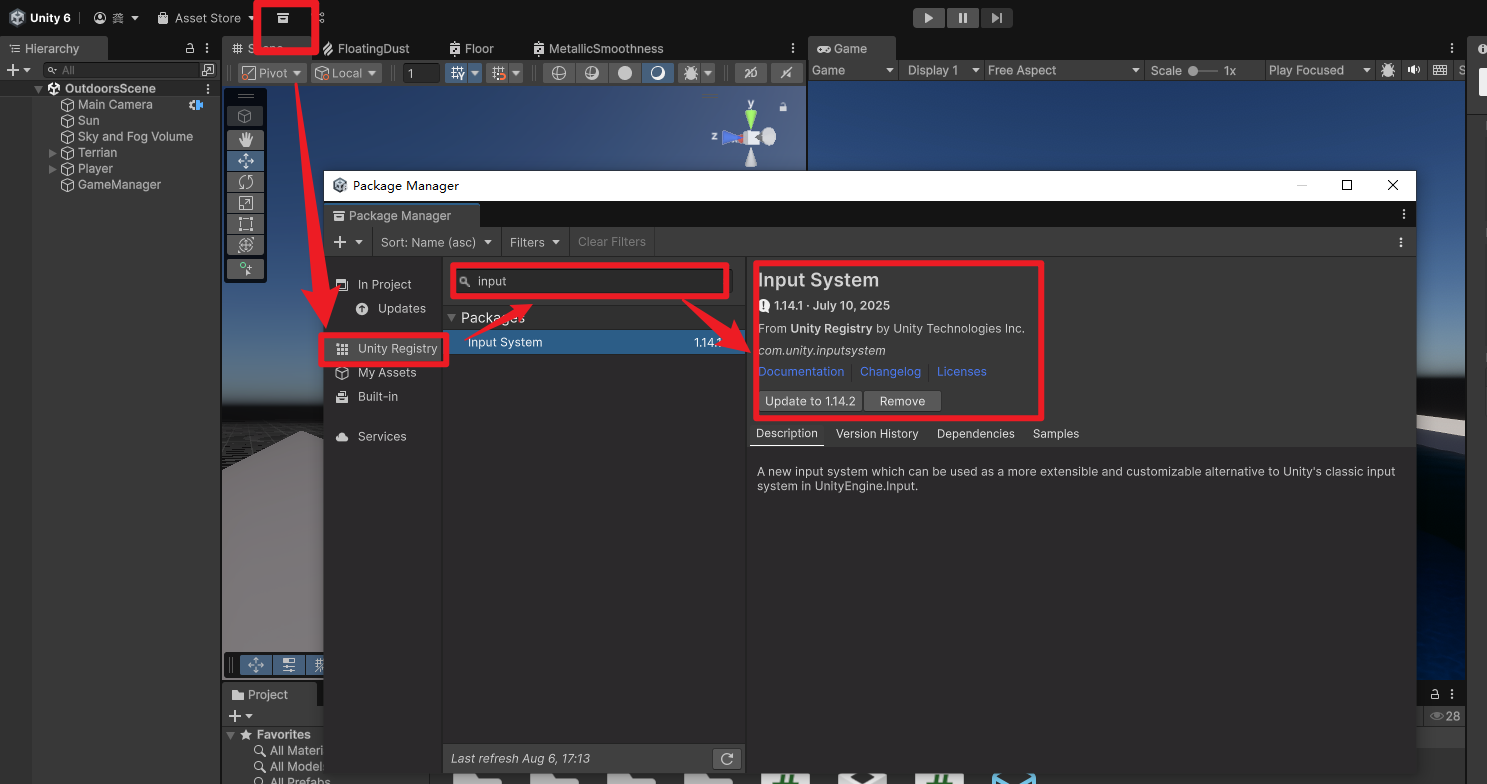 Unity 6
Asset Store
Hierarchy
FloatingDust
Floor
MetallicSmoothness
Game
All
Pivot
Local
1
2D
Game
Display 1
Free Aspect
Scale
1x
Play Focused
OutdoorsScene
Main Camera
Sun
Sky and Fog Volume
Terrian
Player
GameManager
y
z
Package Manager
Package Manager
Sort: Name (asc)
Filters
Clear Filters
In Project
Updates
Unity Registry
My Assets
Built-in
Services
input
Packages
Input System
1.14.1
Last refresh Aug 6, 17:13
Input System
1.14.1 · July 10, 2025
From Unity Registry by Unity Technologies Inc.
com.unity.inputsystem
Documentation
Changelog
Licenses
Update to 1.14.2
Remove
Description
Version History
Dependencies
Samples
A new input system which can be used as a more extensible and customizable alternative to Unity's classic input
system in UnityEngine.Input.
Project
28
Favorites
All Materi
All Model
All Prefabs